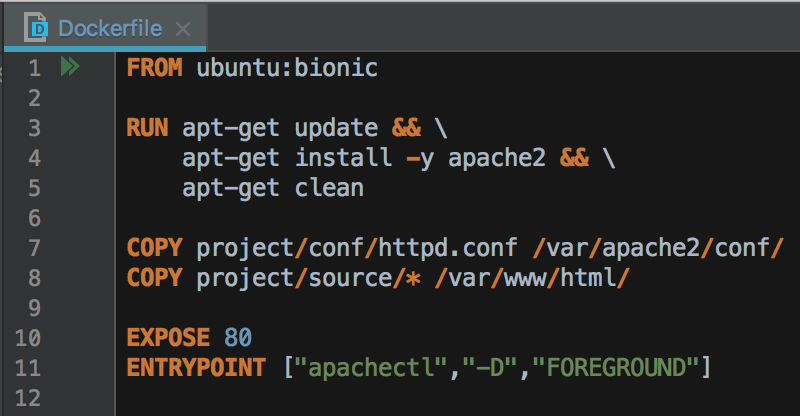 Dockerfile
1 FROM ubuntu:bionic
2
3 RUN apt-get update && \
4     apt-get install -y apache2 && \
5     apt-get clean
6
7 COPY project/conf/httpd.conf /var/apache2/conf/
8 COPY project/source/* /var/www/html/
9
10 EXPOSE 80
11 ENTRYPOINT ["apachectl","-D","FOREGROUND"]
12